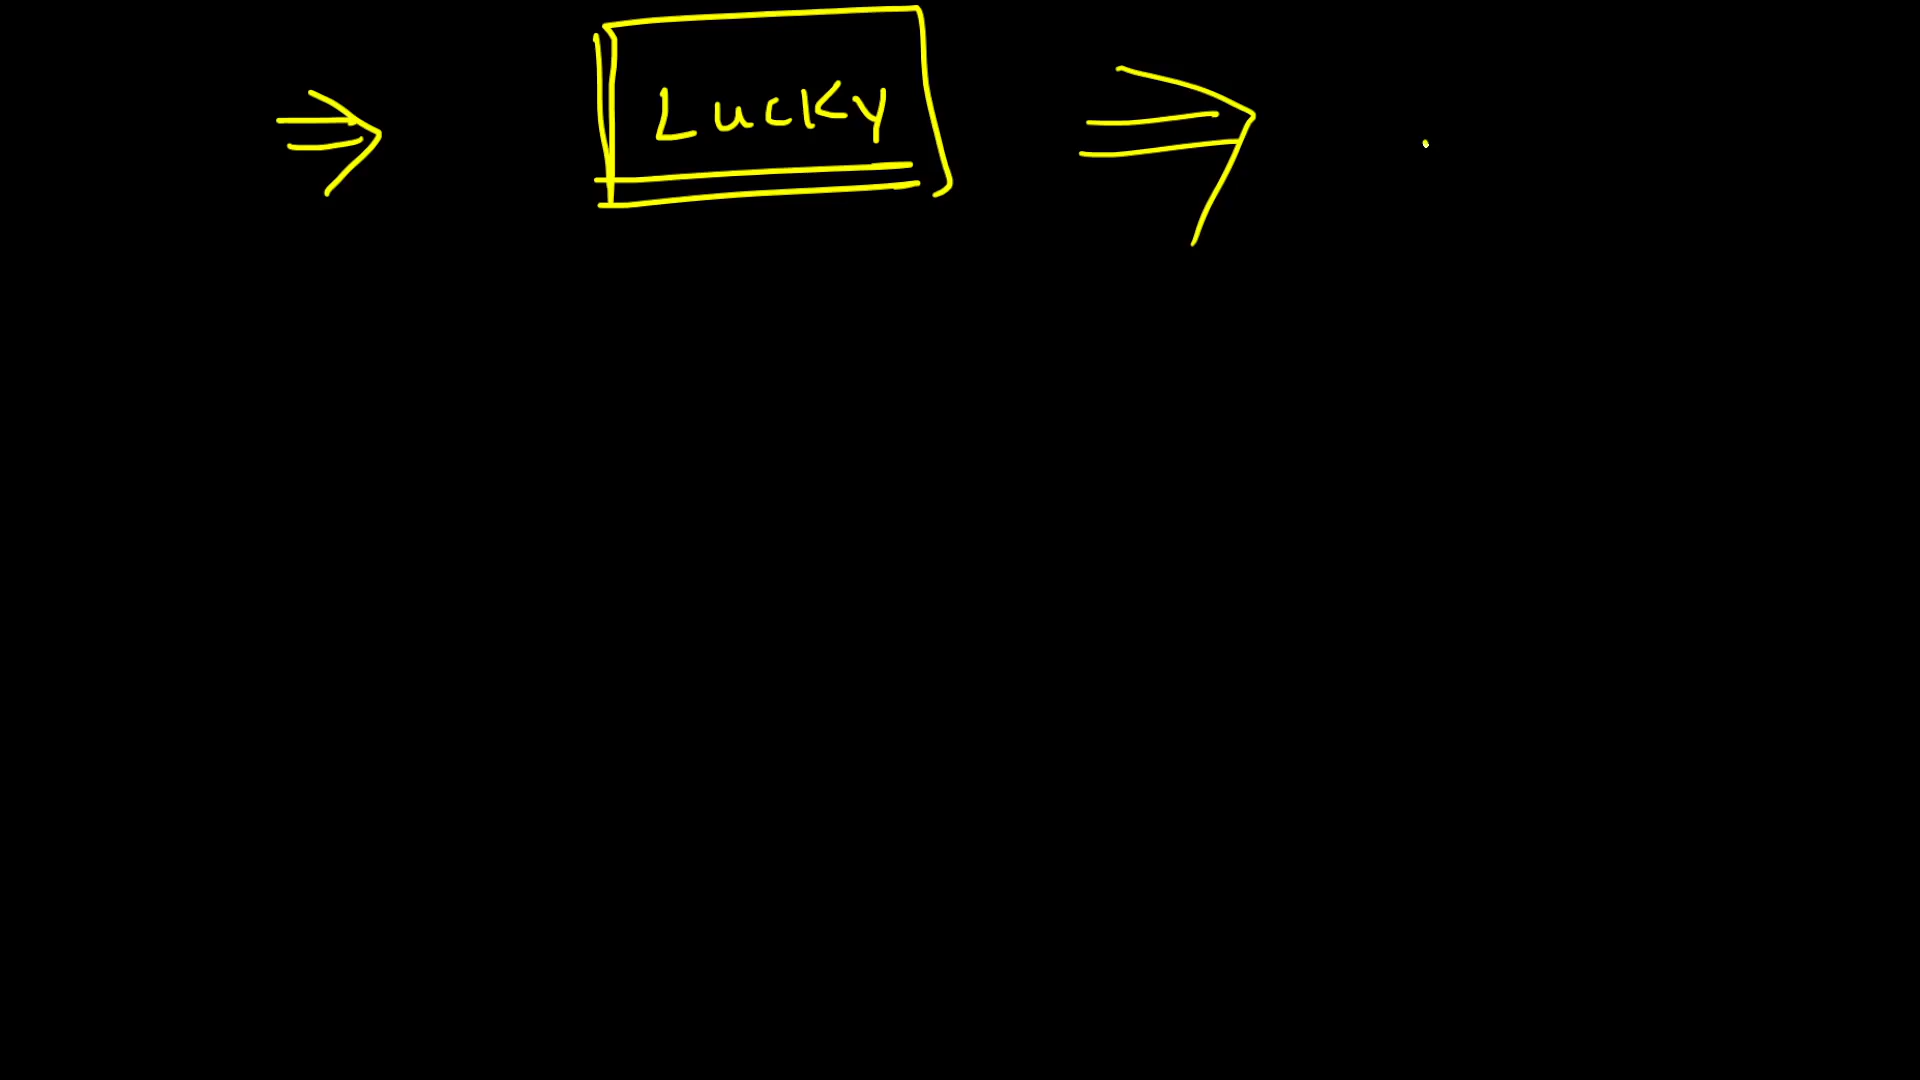 ⇒ Lucky ⇒ .